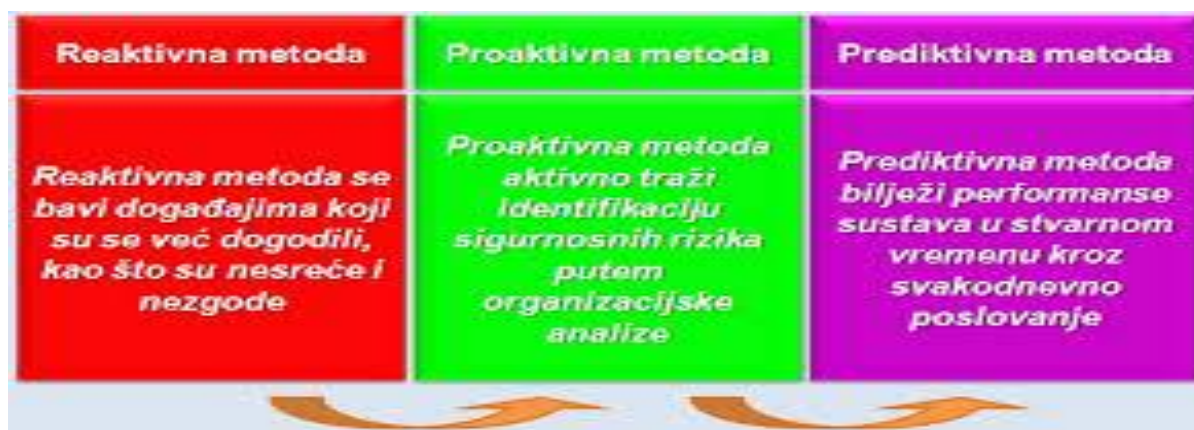 Reaktivna metoda
Reaktivna metoda se
bavi događajima koji
su se već dogodili,
kao što su nesreće i
nezgode
Proaktivna metoda
Proaktivna metoda
aktivno traži
identifikaciju
sigurnosnih rizika
putem
organizacijske
analize
Prediktivna metoda
Prediktivna metoda
bilježi performanse
sustava u stvarnom
vremenu kroz
svakodnevno
poslovanje